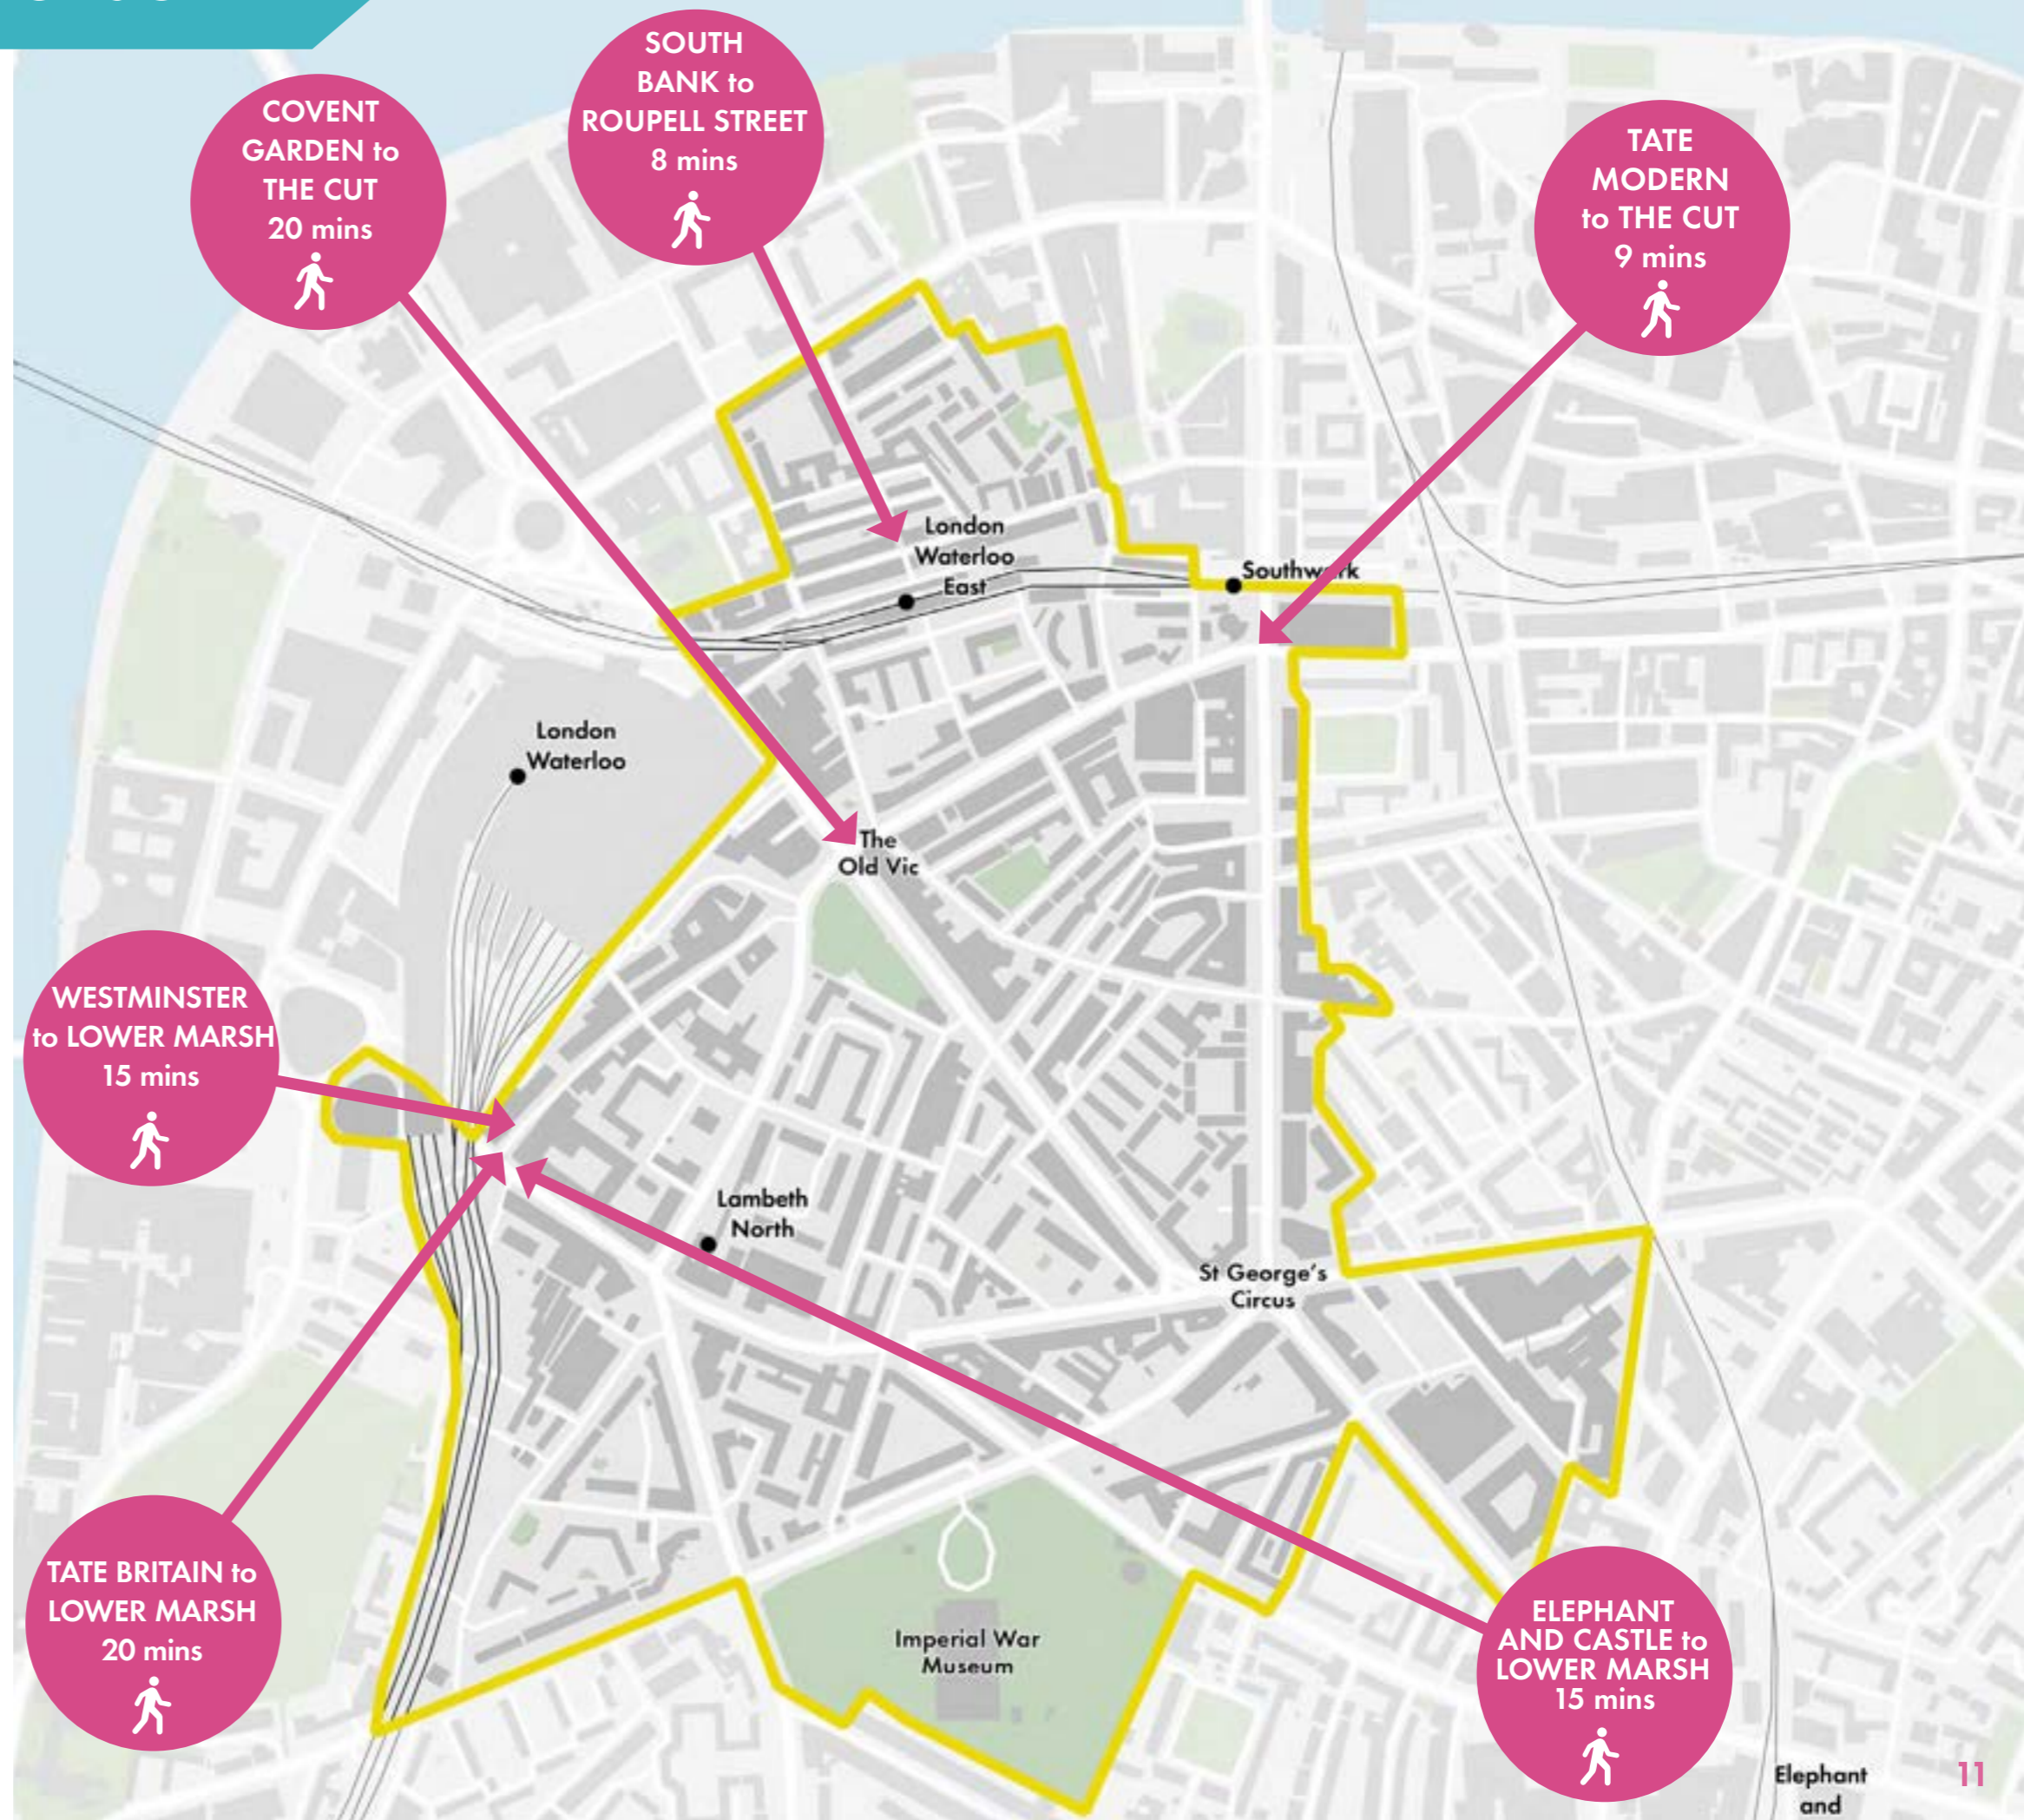 SOUTH
BANK to
ROUPELL STREET
8 mins
COVENT
GARDEN to
THE CUT
20 mins
TATE
MODERN
to THE CUT
9 mins
London
Waterloo
East
Southwark
London
Waterloo
The
Old Vic
WESTMINSTER
to LOWER MARSH
15 mins
Lambeth
North
St George's
Circus
TATE BRITAIN to
LOWER MARSH
20 mins
Imperial War
Museum
ELEPHANT
AND CASTLE to
LOWER MARSH
15 mins
Elephant
and
11